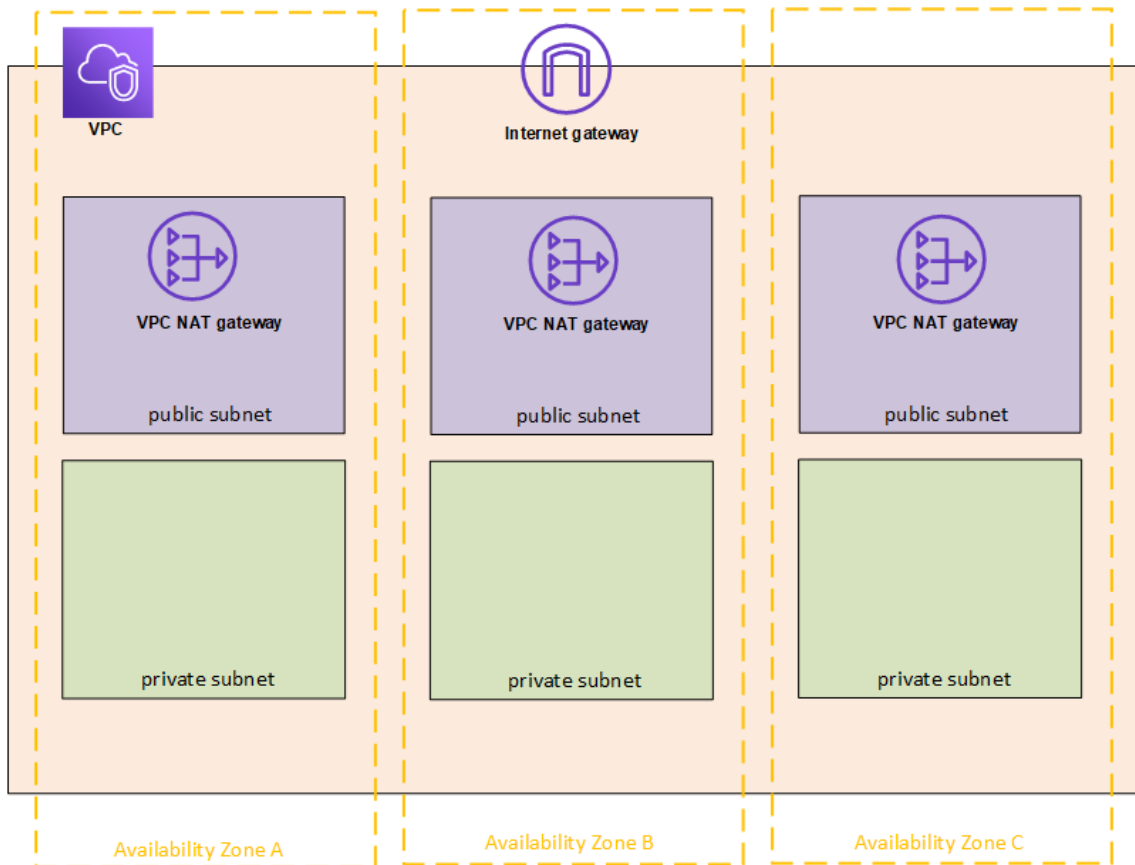 VPC
Internet gateway
VPC NAT gateway
VPC NAT gateway
VPC NAT gateway
public subnet
public subnet
public subnet
private subnet
private subnet
private subnet
Availability Zone A
Availability Zone B
Availability Zone C